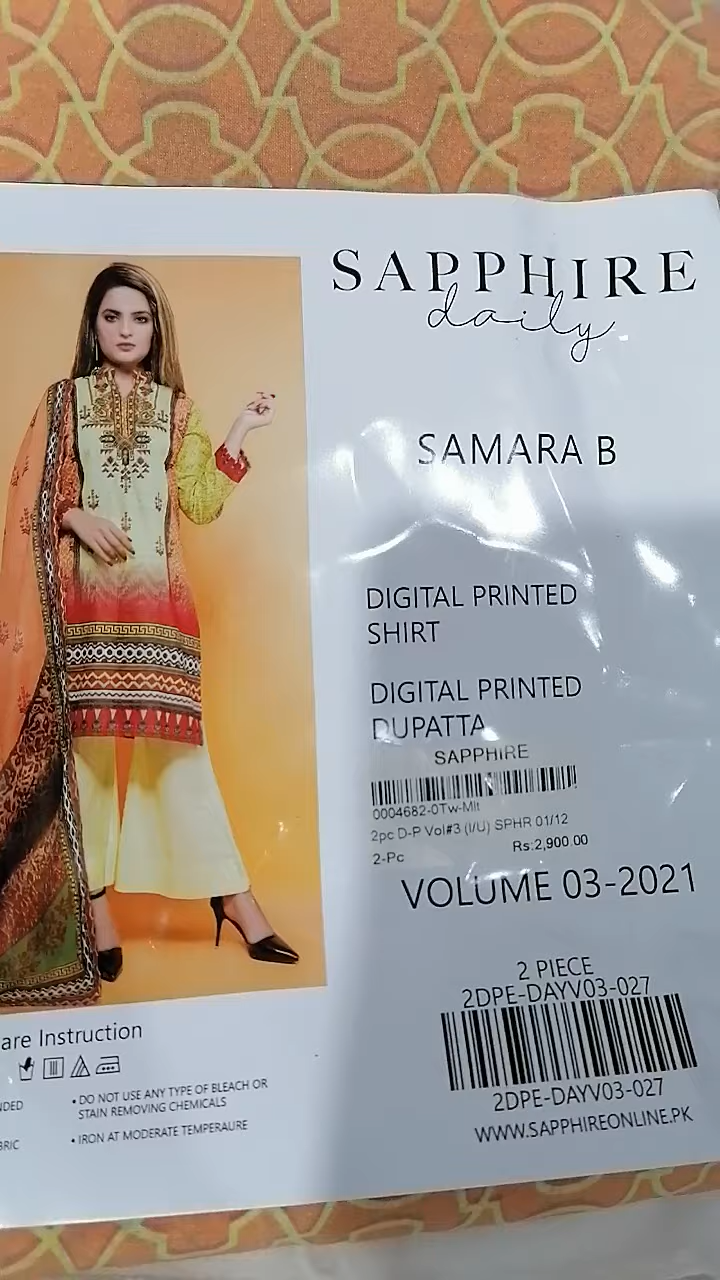 SAPPHIRE
daily
SAMARA B
DIGITAL PRINTED
SHIRT
DIGITAL PRINTED
DUPATTA
SAPPHIRE
0004682-0Tw-Mlt
2pc D-P Vol#3 (I/U) SPHR 01/12
2-Pc Rs:2,900.00
VOLUME 03-2021
2 PIECE
2DPE-DAYV03-027
2DPE-DAYV03-027
WWW.SAPPHIREONLINE.PK
are Instruction
• DO NOT USE ANY TYPE OF BLEACH OR
STAIN REMOVING CHEMICALS
• IRON AT MODERATE TEMPERAURE